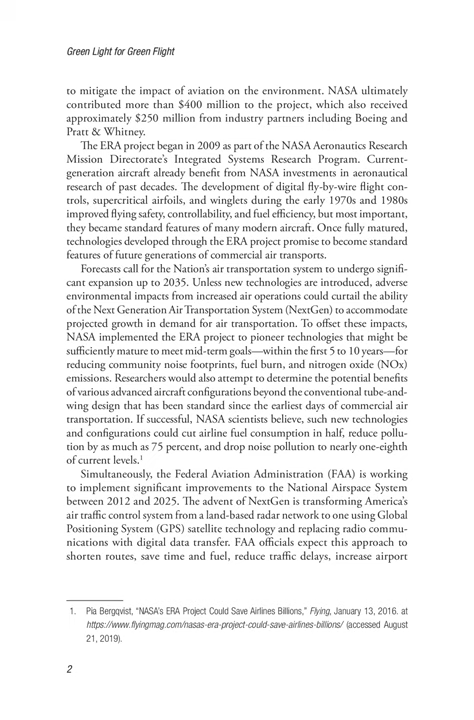 Green Light for Green Flight
to mitigate the impact of aviation on the environment. NASA ultimately
contributed more than $400 million to the project, which also received
approximately $250 million from industry partners including Boeing and
Pratt & Whitney.
The ERA project began in 2009 as part of the NASA Aeronautics Research
Mission Directorate's Integrated Systems Research Program. Current-
generation aircraft already benefit from NASA investments in aeronautical
research of past decades. The development of digital fly-by-wire flight con-
trols, supercritical airfoils, and winglets during the early 1970s and 1980s
improved flying safety, controllability, and fuel efficiency, but most important,
they became standard features of many modern aircraft. Once fully matured,
technologies developed through the ERA project promise to become standard
features of future generations of commercial air transports.
Forecasts call for the Nation's air transportation system to undergo signifi-
cant expansion up to 2035. Unless new technologies are introduced, adverse
environmental impacts from increased air operations could curtail the ability
of the Next Generation Air Transportation System (NextGen) to accommodate
projected growth in demand for air transportation. To offset these impacts,
NASA implemented the ERA project to pioneer technologies that might be
sufficiently mature to meet mid-term goals—within the first 5 to 10 years—for
reducing community noise footprints, fuel burn, and nitrogen oxide (NOx)
emissions. Researchers would also attempt to determine the potential benefits
of various advanced aircraft configurations beyond the conventional tube-and-
wing design that has been standard since the earliest days of commercial air
transportation. If successful, NASA scientists believe, such new technologies
and configurations could cut airline fuel consumption in half, reduce pollu-
tion by as much as 75 percent, and drop noise pollution to nearly one-eighth
of current levels.1
Simultaneously, the Federal Aviation Administration (FAA) is working
to implement significant improvements to the National Airspace System
between 2012 and 2025. The advent of NextGen is transforming America's
air traffic control system from a land-based radar network to one using Global
Positioning System (GPS) satellite technology and replacing radio commu-
nications with digital data transfer. FAA officials expect this approach to
shorten routes, save time and fuel, reduce traffic delays, increase airport
1. Pia Bergqvist, "NASA's ERA Project Could Save Airlines Billions," Flying, January 13, 2016. at
https://www.flyingmag.com/nasas-era-project-could-save-airlines-billions/ (accessed August
21, 2019).
2